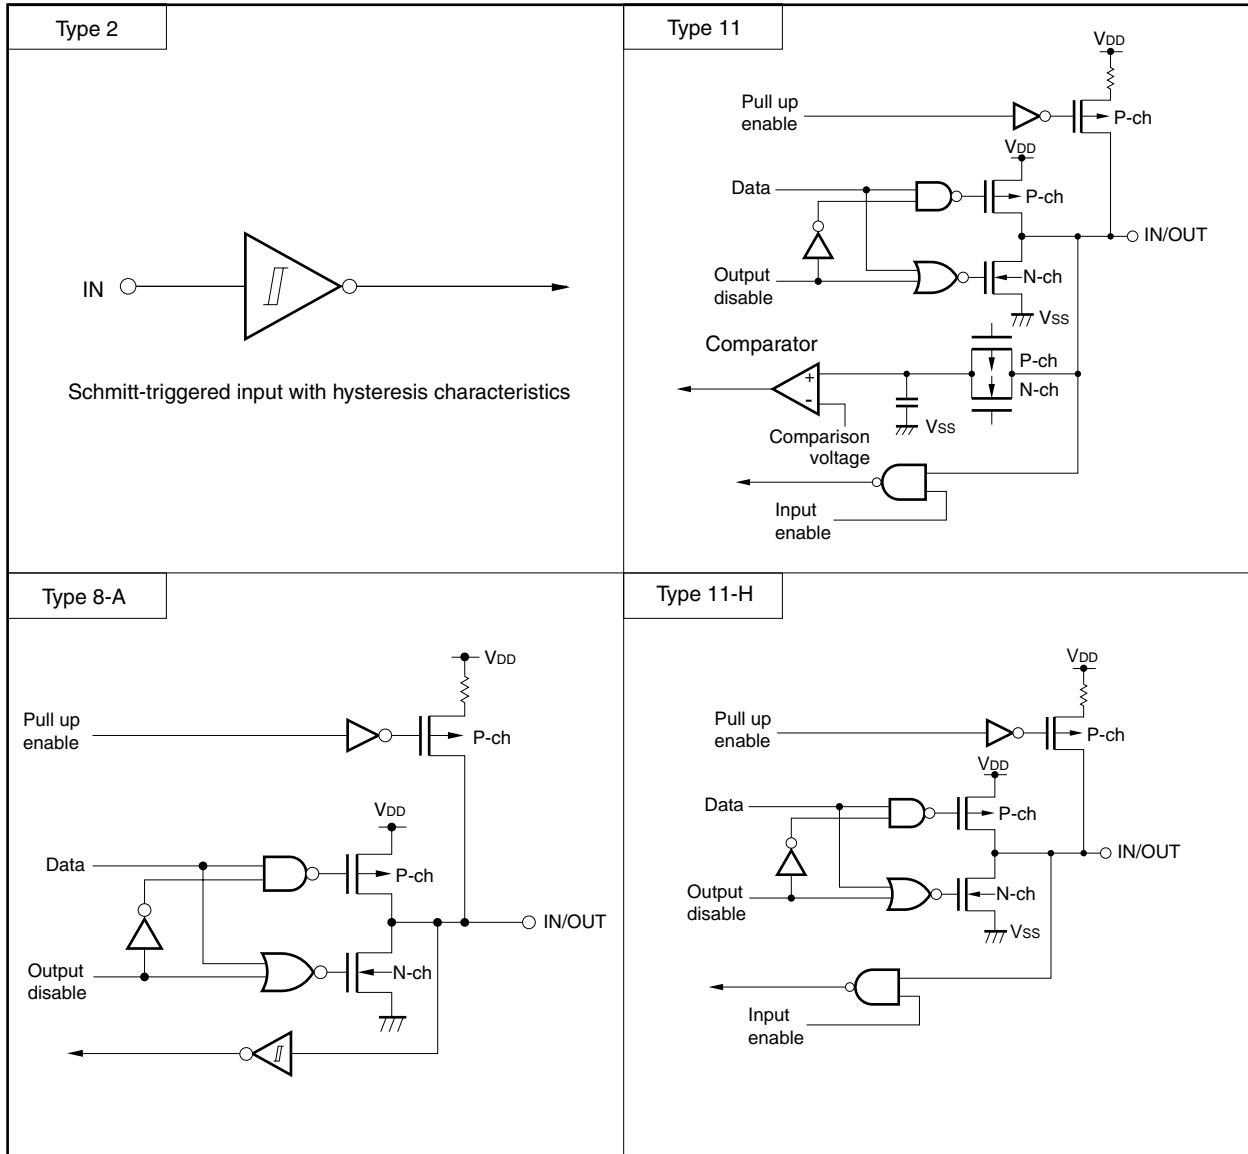 Type 2
IN
Schmitt-triggered input with hysteresis characteristics
Type 11
VDD
Pull up
enable
P-ch
VDD
Data
P-ch
IN/OUT
Output
disable
N-ch
VSS
Comparator
P-ch
N-ch
+
-
VSS
Comparison
voltage
Input
enable
Type 8-A
VDD
Pull up
enable
P-ch
VDD
Data
P-ch
IN/OUT
Output
disable
N-ch
Type 11-H
VDD
Pull up
enable
P-ch
VDD
Data
P-ch
IN/OUT
Output
disable
N-ch
VSS
Input
enable